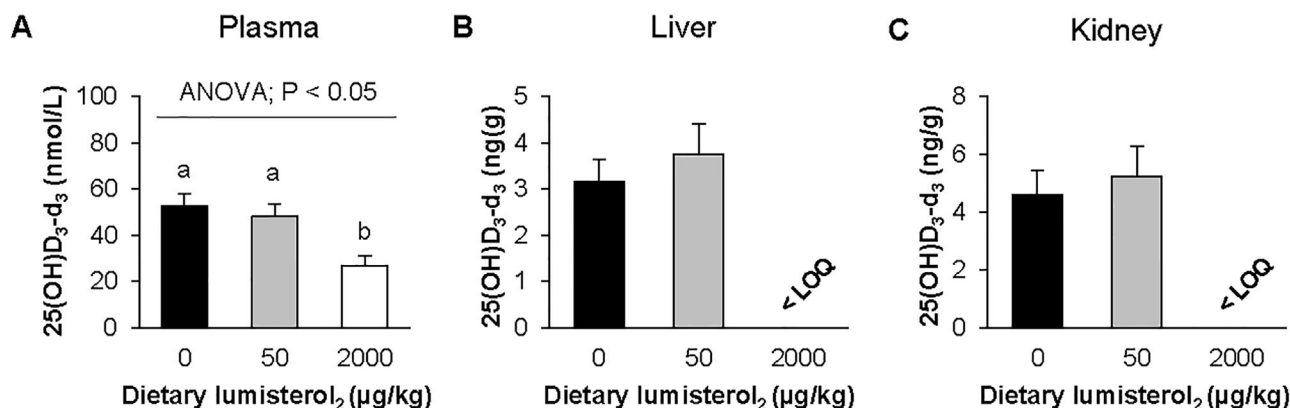 A Plasma
25(OH)D₃-d₃ (nmol/L)
100
80
60
40
20
0
ANOVA; P < 0.05
a a b
0 50 2000
Dietary lumisterol₂ (µg/kg)
B Liver
25(OH)D₃-d₃ (ng(g)
5
4
3
2
1
0
< LOQ
0 50 2000
Dietary lumisterol₂ (µg/kg)
C Kidney
25(OH)D₃-d₃ (ng/g)
8
6
4
2
0
< LOQ
0 50 2000
Dietary lumisterol₂ (µg/kg)